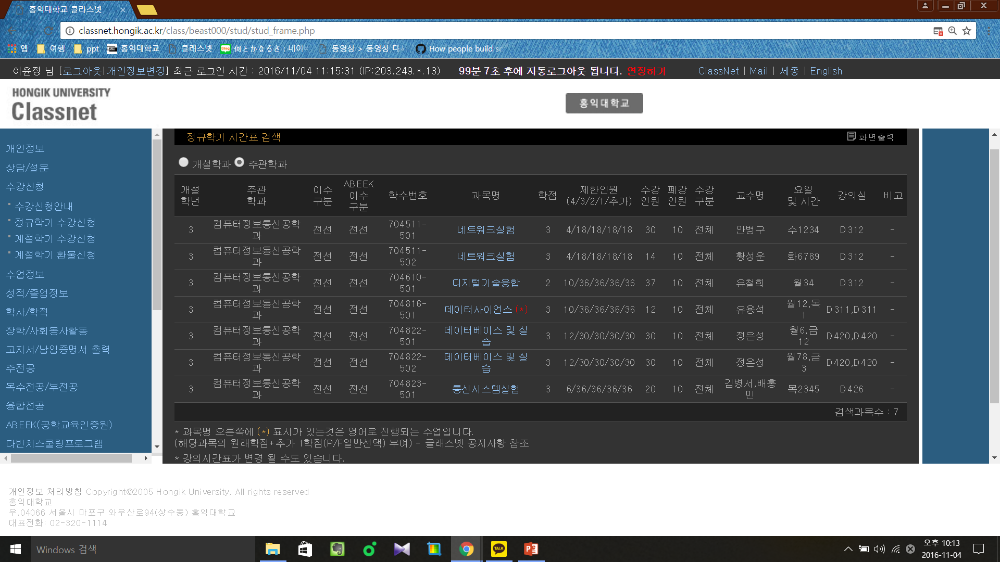 홍익대학교 클라스넷
classnet.hongik.ac.kr/class/beast000/stud/stud_frame.php
앱 여행 ppt 홍익대학교 클래스넷 何とかなるさ : 네이 동영상 > 동영상 다 How people build
이윤정 님 [로그아웃|개인정보변경] 최근 로그인 시간 : 2016/11/04 11:15:31 (IP:203.249.*.13) 99분 7초 후에 자동로그아웃 됩니다. 연장하기 ClassNet | Mail | 세종 | English
HONGIK UNIVERSITY
Classnet
홍익대학교
개인정보
상담/설문
수강신청
수강신청안내
정규학기 수강신청
계절학기 수강신청
계절학기 환불신청
수업정보
성적/졸업정보
학사/학적
장학/사회봉사활동
고지서/납입증명서 출력
주전공
복수전공/부전공
융합전공
ABEEK(공학교육인증원)
다빈치스쿨링프로그램
정규학기 시간표 검색 화면출력
개설학과 주관학과
개설학년 주관학과 이수구분 ABEEK이수구분 학수번호 과목명 학점 제한인원(4/3/2/1/추가) 수강인원 폐강인원 수강구분 교수명 요일및 시간 강의실 비고
3 컴퓨터정보통신공학과 전선 전선 704511-501 네트워크실험 3 4/18/18/18/18 30 10 전체 안병구 수1234 D312 -
3 컴퓨터정보통신공학과 전선 전선 704511-502 네트워크실험 3 4/18/18/18/18 14 10 전체 황성운 화6789 D312 -
3 컴퓨터정보통신공학과 전선 전선 704610-501 디지털기술융합 2 10/36/36/36/36 37 10 전체 유철희 월34 D312 -
3 컴퓨터정보통신공학과 전선 전선 704816-501 데이터사이언스 (*) 3 10/36/36/36/36 12 10 전체 유용석 월12,목1 D311,D311 -
3 컴퓨터정보통신공학과 전선 전선 704822-501 데이터베이스 및 실습 3 12/30/30/30/30 30 10 전체 정은성 월6,금12 D420,D420 -
3 컴퓨터정보통신공학과 전선 전선 704822-502 데이터베이스 및 실습 3 12/30/30/30/30 30 10 전체 정은성 월78,금3 D420,D420 -
3 컴퓨터정보통신공학과 전선 전선 704823-501 통신시스템실험 3 6/36/36/36/36 20 10 전체 김병서,배홍민 목2345 D426 -
검색과목수 : 7
* 과목명 오른쪽에 (*) 표시가 있는것은 영어로 진행되는 수업입니다.
(해당과목의 원래학점+추가 1학점(P/F일반선택) 부여) - 클래스넷 공지사항 참조
* 강의시간표가 변경 될 수도 있습니다.
개인정보 처리방침 Copyright©2005 Hongik University, All rights reserved
홍익대학교
우.04066 서울시 마포구 와우산로94(상수동) 홍익대학교
대표전화: 02-320-1114
Windows 검색
TALK
오후 10:13
2016-11-04